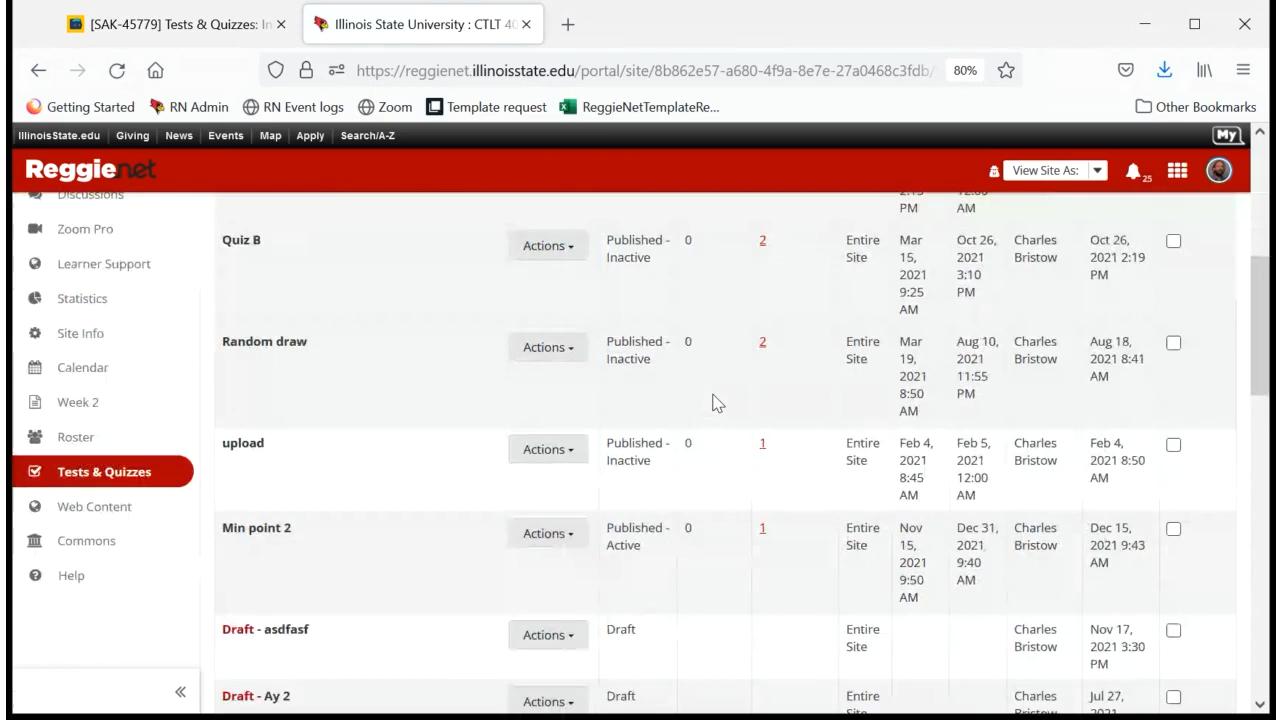 [SAK-45779] Tests & Quizzes: In
Illinois State University : CTLT 40
https://reggienet.illinoisstate.edu/portal/site/8b862e57-a680-4f9a-8e7e-27a0468c3fdb/
80%
Getting Started
RN Admin
RN Event logs
Zoom
Template request
ReggieNetTemplateRe...
Other Bookmarks
IllinoisState.edu
Giving
News
Events
Map
Apply
Search/A-Z
My
Reggienet
View Site As:
25
Discussions
Zoom Pro
Learner Support
Statistics
Site Info
Calendar
Week 2
Roster
Tests & Quizzes
Web Content
Commons
Help
PM
AM
Quiz B
Actions
Published -
Inactive
0
2
Entire
Site
Mar
15,
2021
9:25
AM
Oct 26,
2021
3:10
PM
Charles
Bristow
Oct 26,
2021 2:19
PM
Random draw
Actions
Published -
Inactive
0
2
Entire
Site
Mar
19,
2021
8:50
AM
Aug 10,
2021
11:55
PM
Charles
Bristow
Aug 18,
2021 8:41
AM
upload
Actions
Published -
Inactive
0
1
Entire
Site
Feb 4,
2021
8:45
AM
Feb 5,
2021
12:00
AM
Charles
Bristow
Feb 4,
2021 8:50
AM
Min point 2
Actions
Published -
Active
0
1
Entire
Site
Nov
15,
2021
9:50
AM
Dec 31,
2021
9:40
AM
Charles
Bristow
Dec 15,
2021 9:43
AM
Draft - asdfasf
Actions
Draft
Entire
Site
Charles
Bristow
Nov 17,
2021 3:30
PM
Draft - Ay 2
Actions
Draft
Entire
Site
Charles
Bristow
Jul 27,
2021